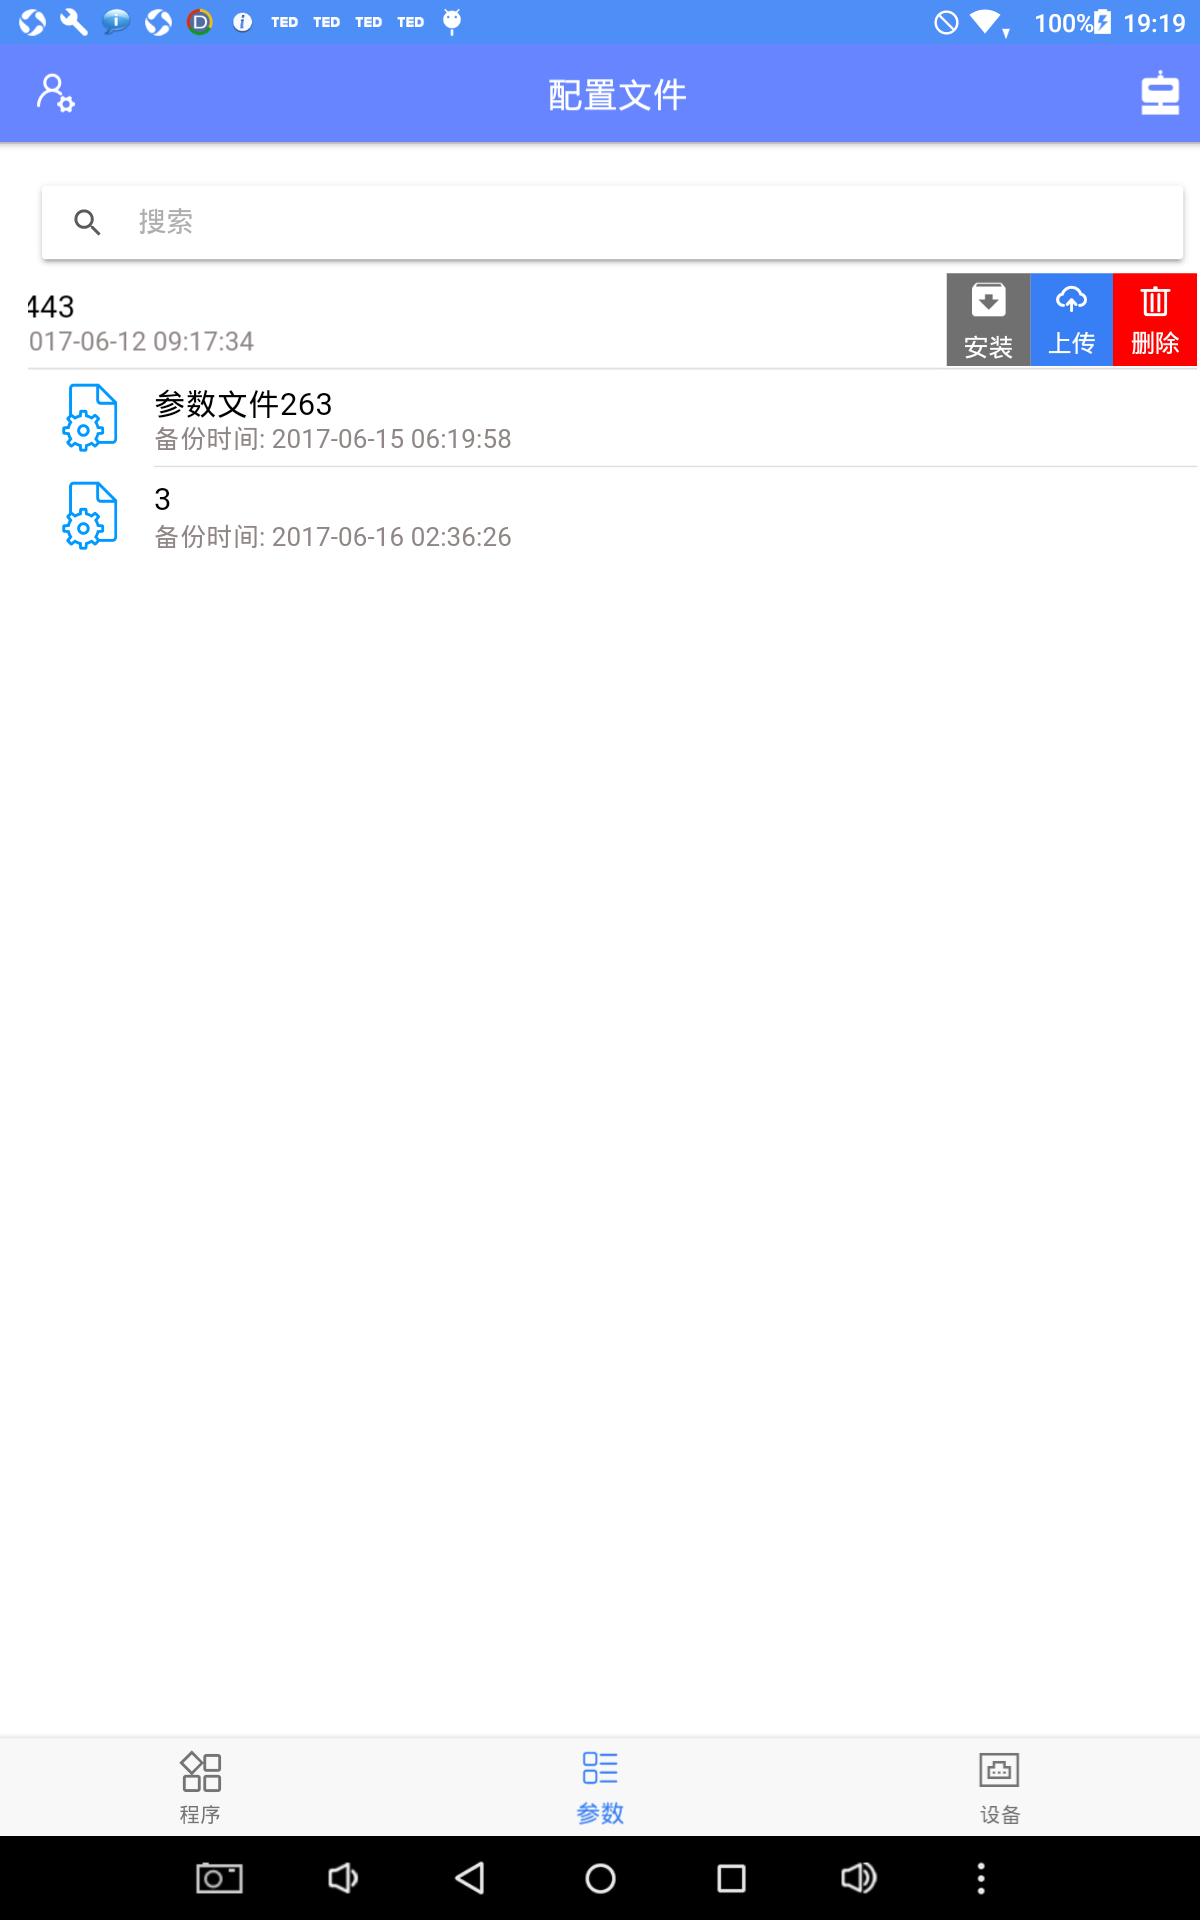 TED TED TED TED 100% 19:19
配置文件
搜索
443
017-06-12 09:17:34
安装 上传 删除
参数文件263
备份时间: 2017-06-15 06:19:58
3
备份时间: 2017-06-16 02:36:26
程序 参数 设备